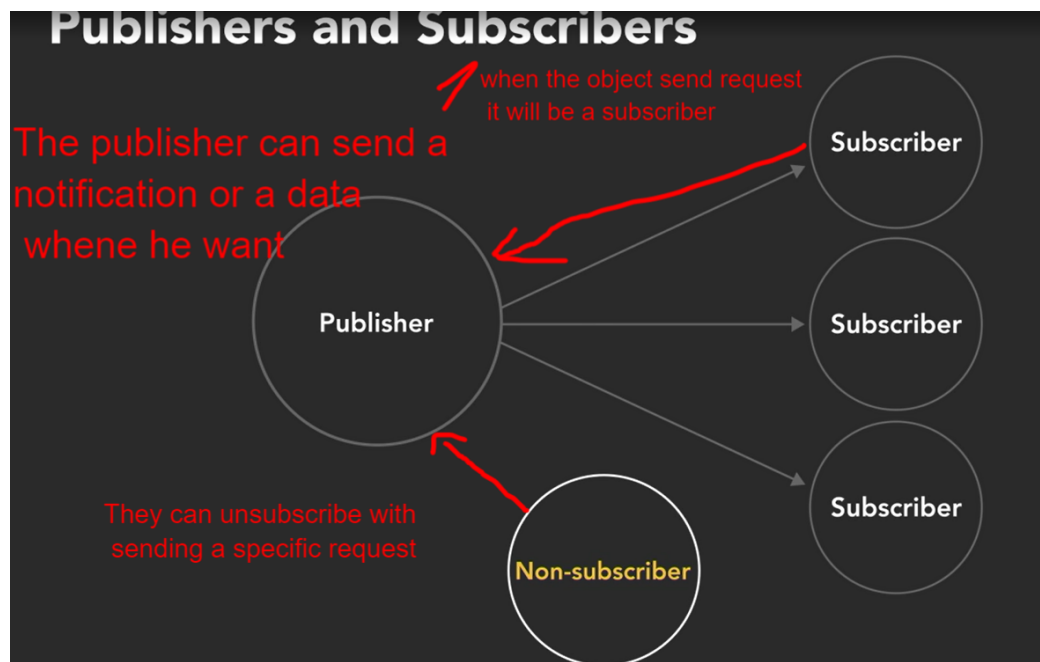 Publishers and Subscribers
when the object send request
it will be a subscriber
The publisher can send a
notification or a data
whene he want
Subscriber
Publisher
Subscriber
Subscriber
They can unsubscribe with
sending a specific request
Non-subscriber